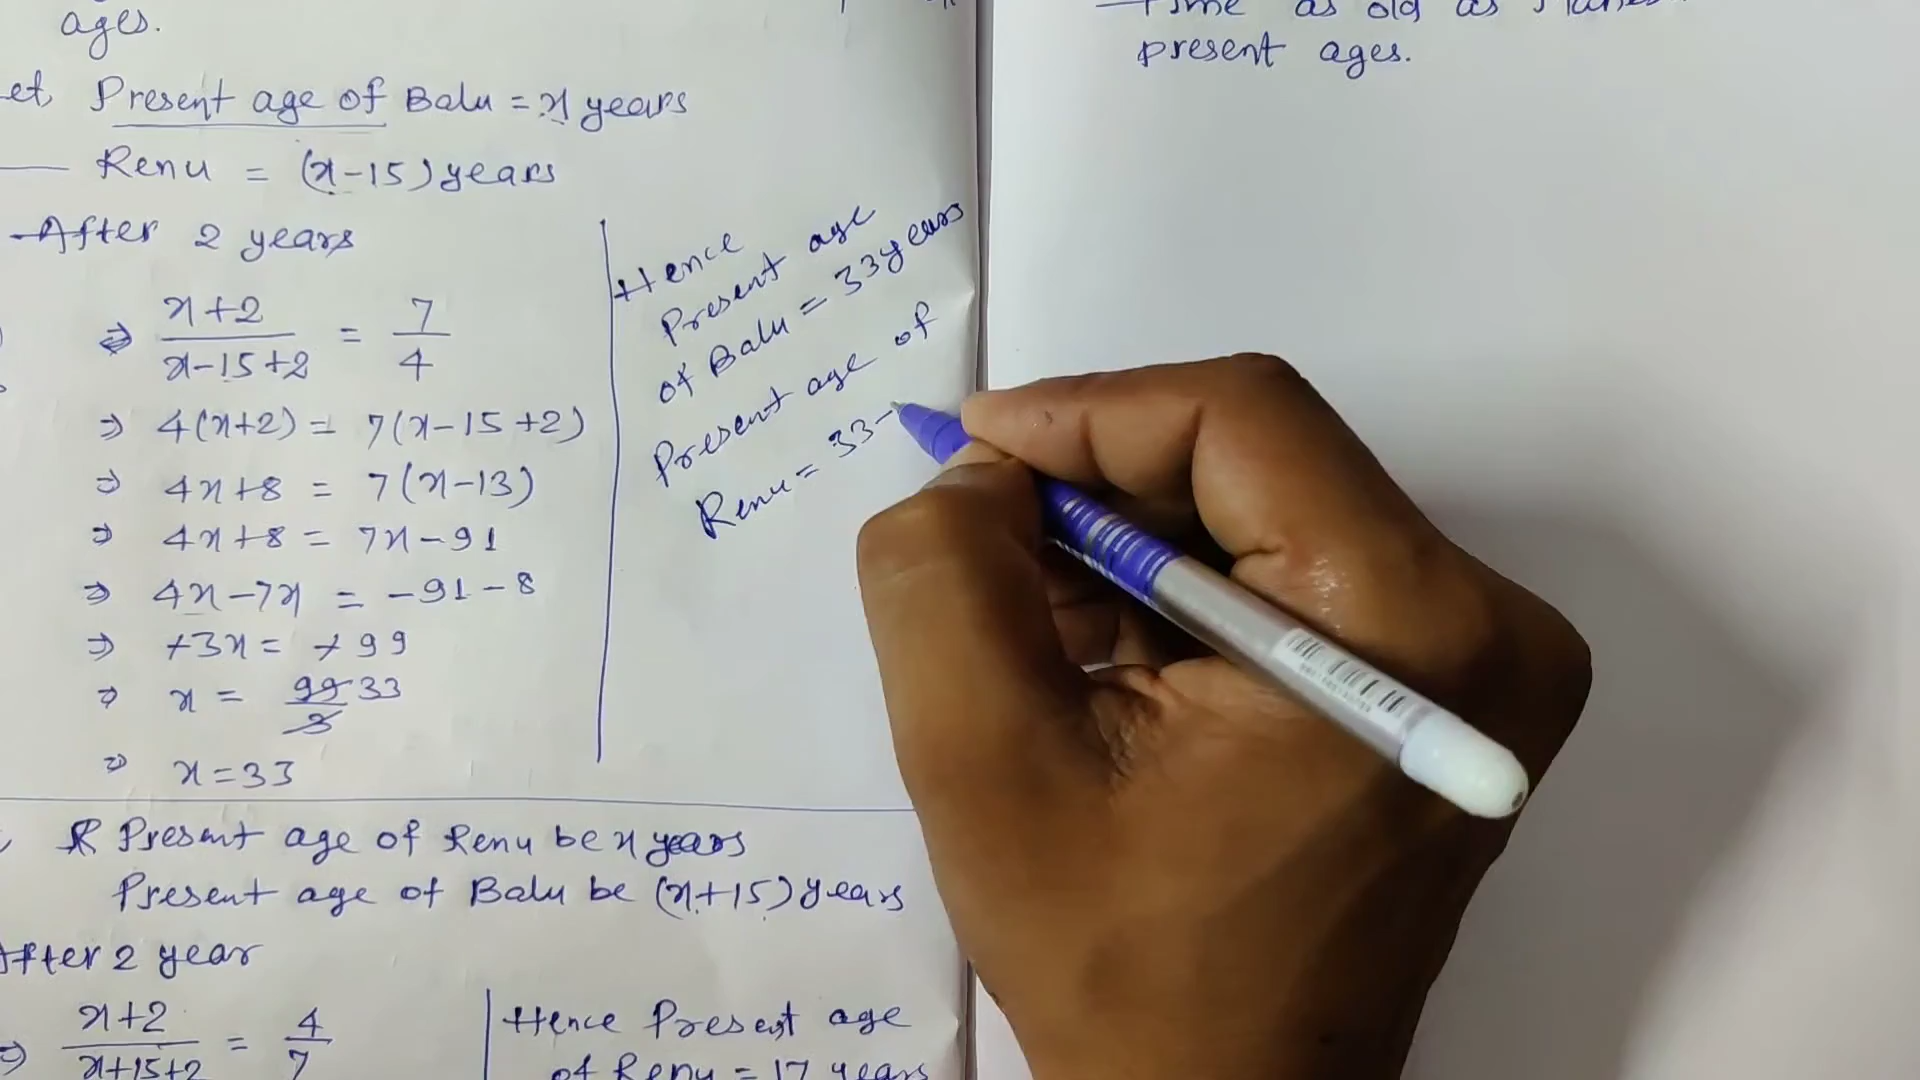 ages.
Present age of Balu = x years
Renu = (x-15) years
After 2 years
⇒ x+2 / x-15+2 = 7 / 4
⇒ 4(x+2) = 7(x-15+2)
⇒ 4x+8 = 7(x-13)
⇒ 4x+8 = 7x-91
⇒ 4x-7x = -91-8
⇒ +3x = +99
⇒ x = 99/3 33
⇒ x=33
Hence
Present age
of Balu = 33 years
Present age of
Renu = 33-
Present age of Renu be x years
Present age of Balu be (x+15) years
After 2 year
⇒ x+2 / x+15+2 = 4 / 7
Hence Present age
of Renu = 17 years
Time as old as
present ages.